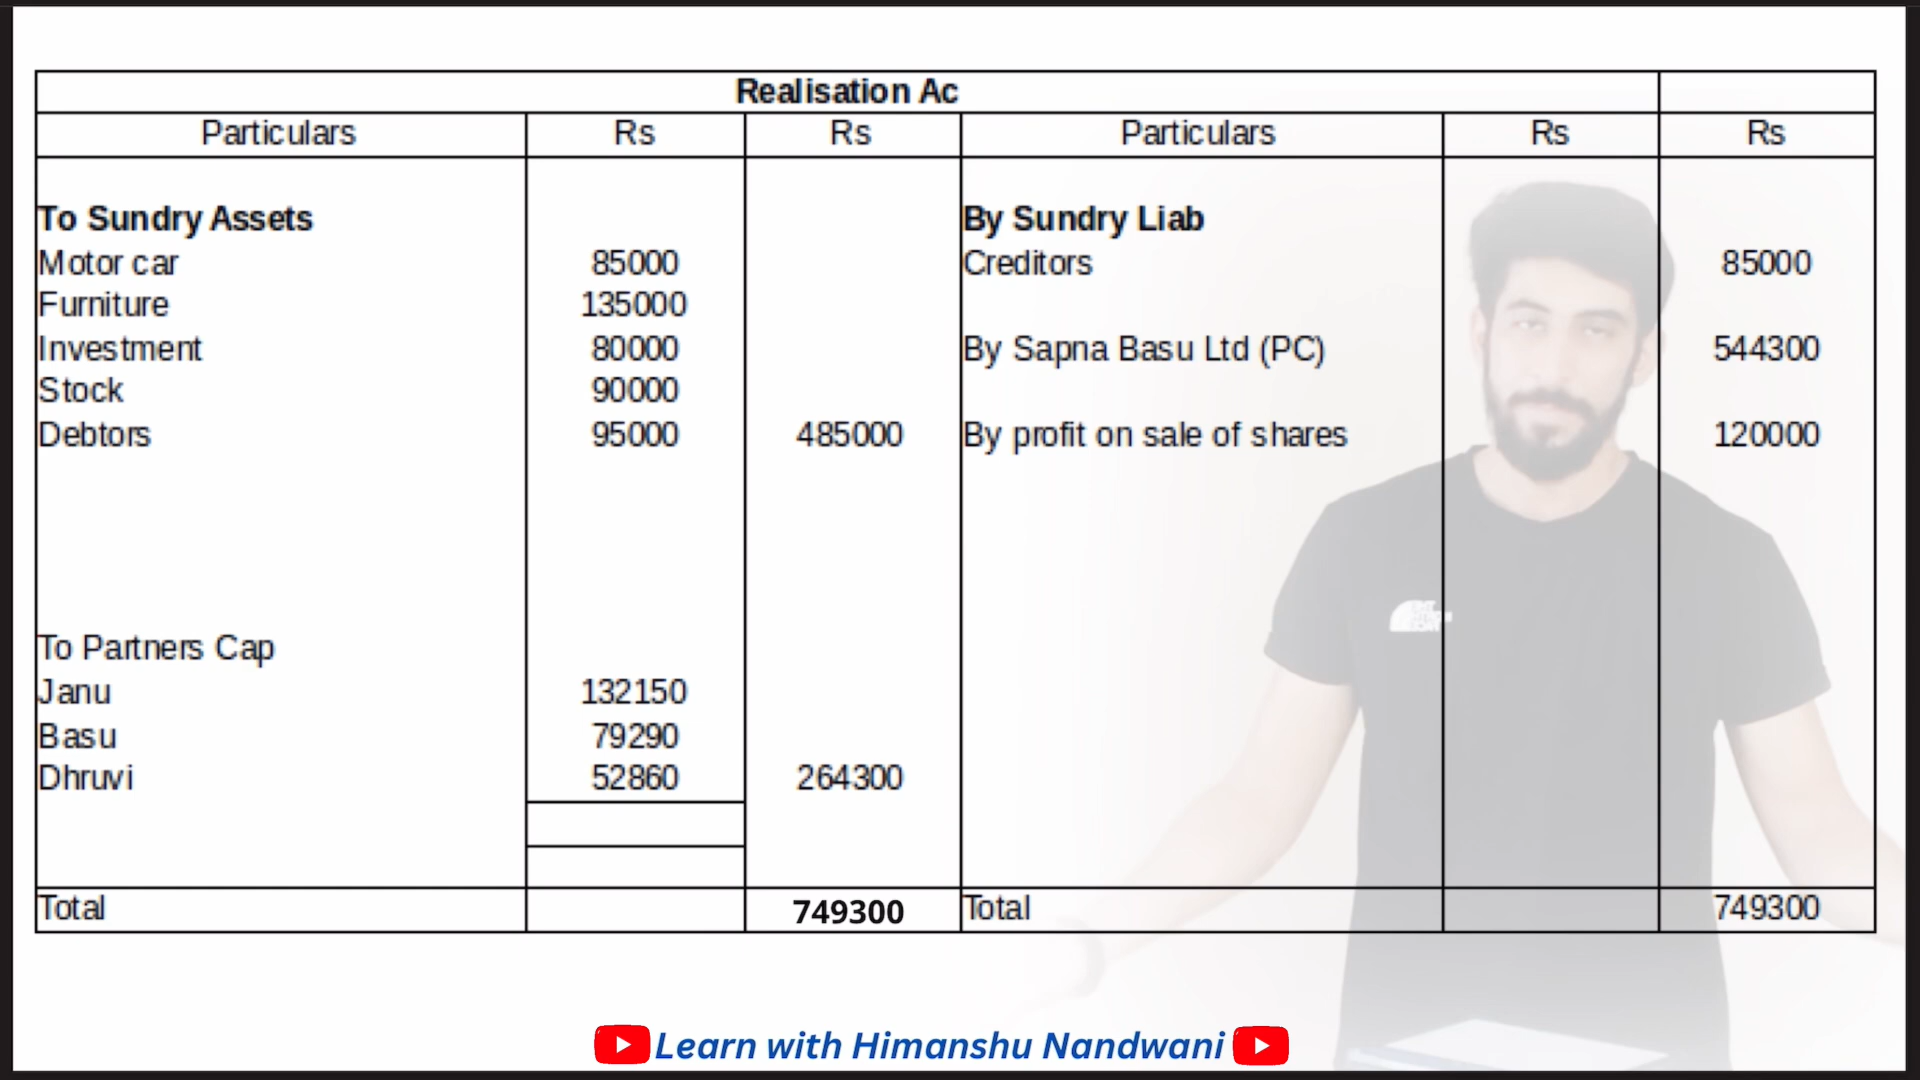 Realisation Ac
Particulars Rs Rs Particulars Rs Rs
To Sundry Assets By Sundry Liab
Motor car 85000 Creditors 85000
Furniture 135000
Investment 80000 By Sapna Basu Ltd (PC) 544300
Stock 90000
Debtors 95000 485000 By profit on sale of shares 120000
To Partners Cap
Janu 132150
Basu 79290
Dhruvi 52860 264300
Total 749300 Total 749300
Learn with Himanshu Nandwani